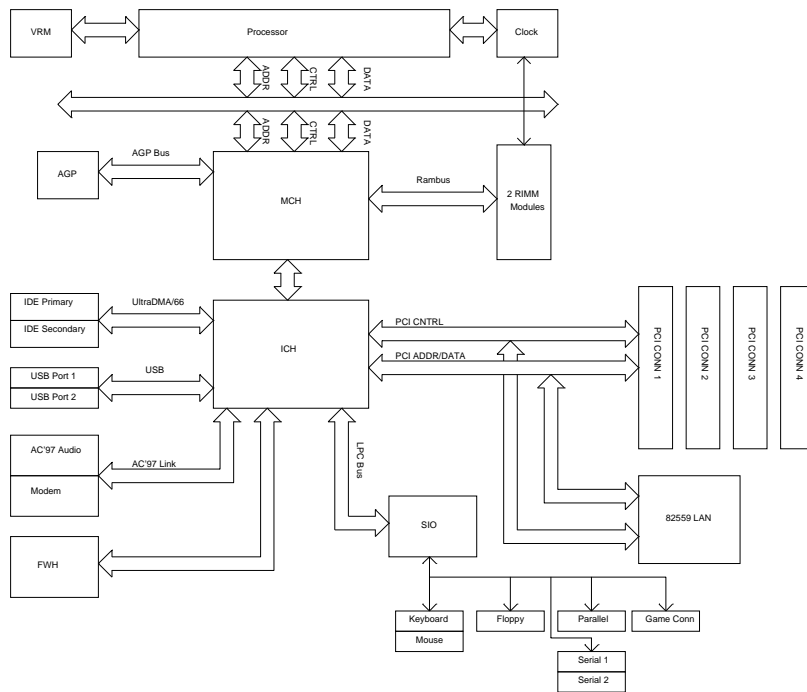 VRM
Processor
Clock
ADDR
CTRL
DATA
ADDR
CTRL
DATA
AGP
AGP Bus
MCH
Rambus
2 RIMM
Modules
IDE Primary
IDE Secondary
UltraDMA/66
ICH
PCI CNTRL
PCI ADDR/DATA
PCI CONN 1
PCI CONN 2
PCI CONN 3
PCI CONN 4
USB Port 1
USB Port 2
USB
AC'97 Audio
Modem
AC'97 Link
LPC Bus
FWH
SIO
82559 LAN
Keyboard
Mouse
Floppy
Parallel
Game Conn
Serial 1
Serial 2